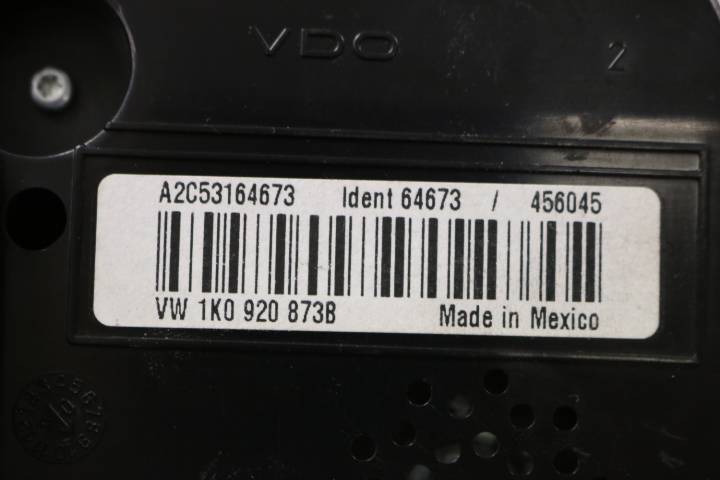 VDO
2
A2C53164673 Ident 64673 / 456045
VW 1K0 920 873B Made in Mexico